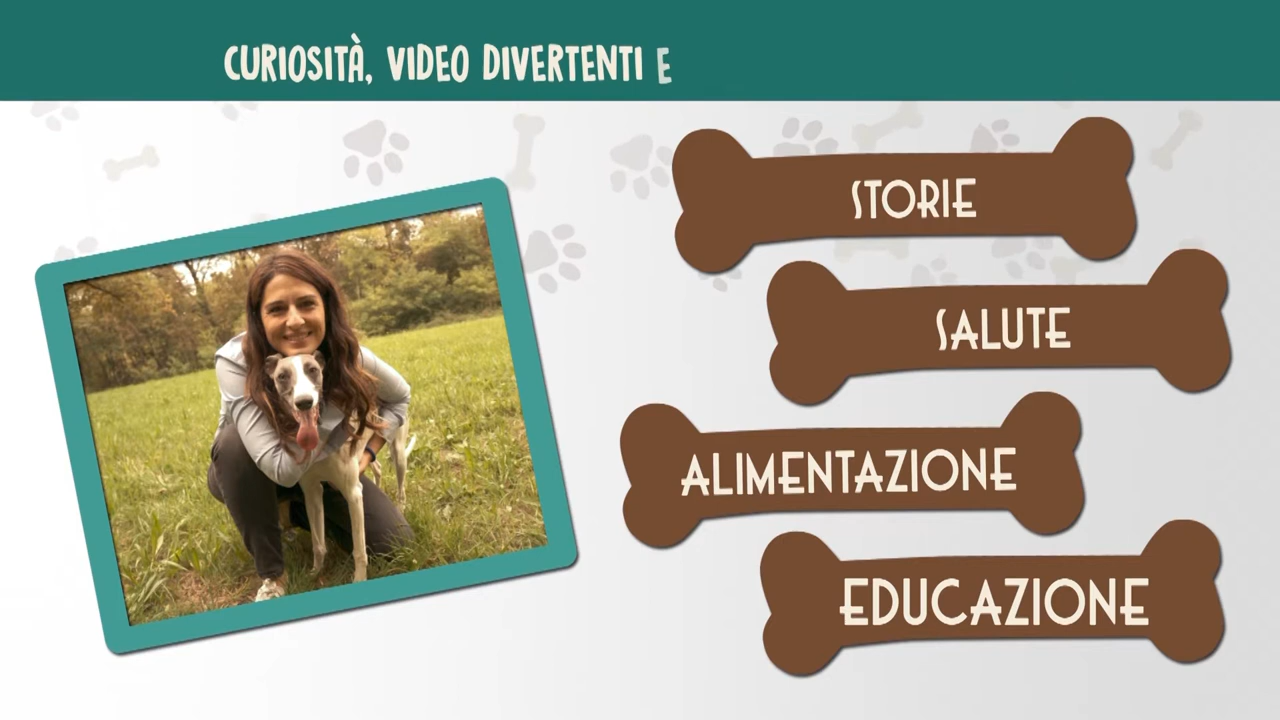 CURIOSITÀ, VIDEO DIVERTENTI E
STORIE
SALUTE
ALIMENTAZIONE
EDUCAZIONE